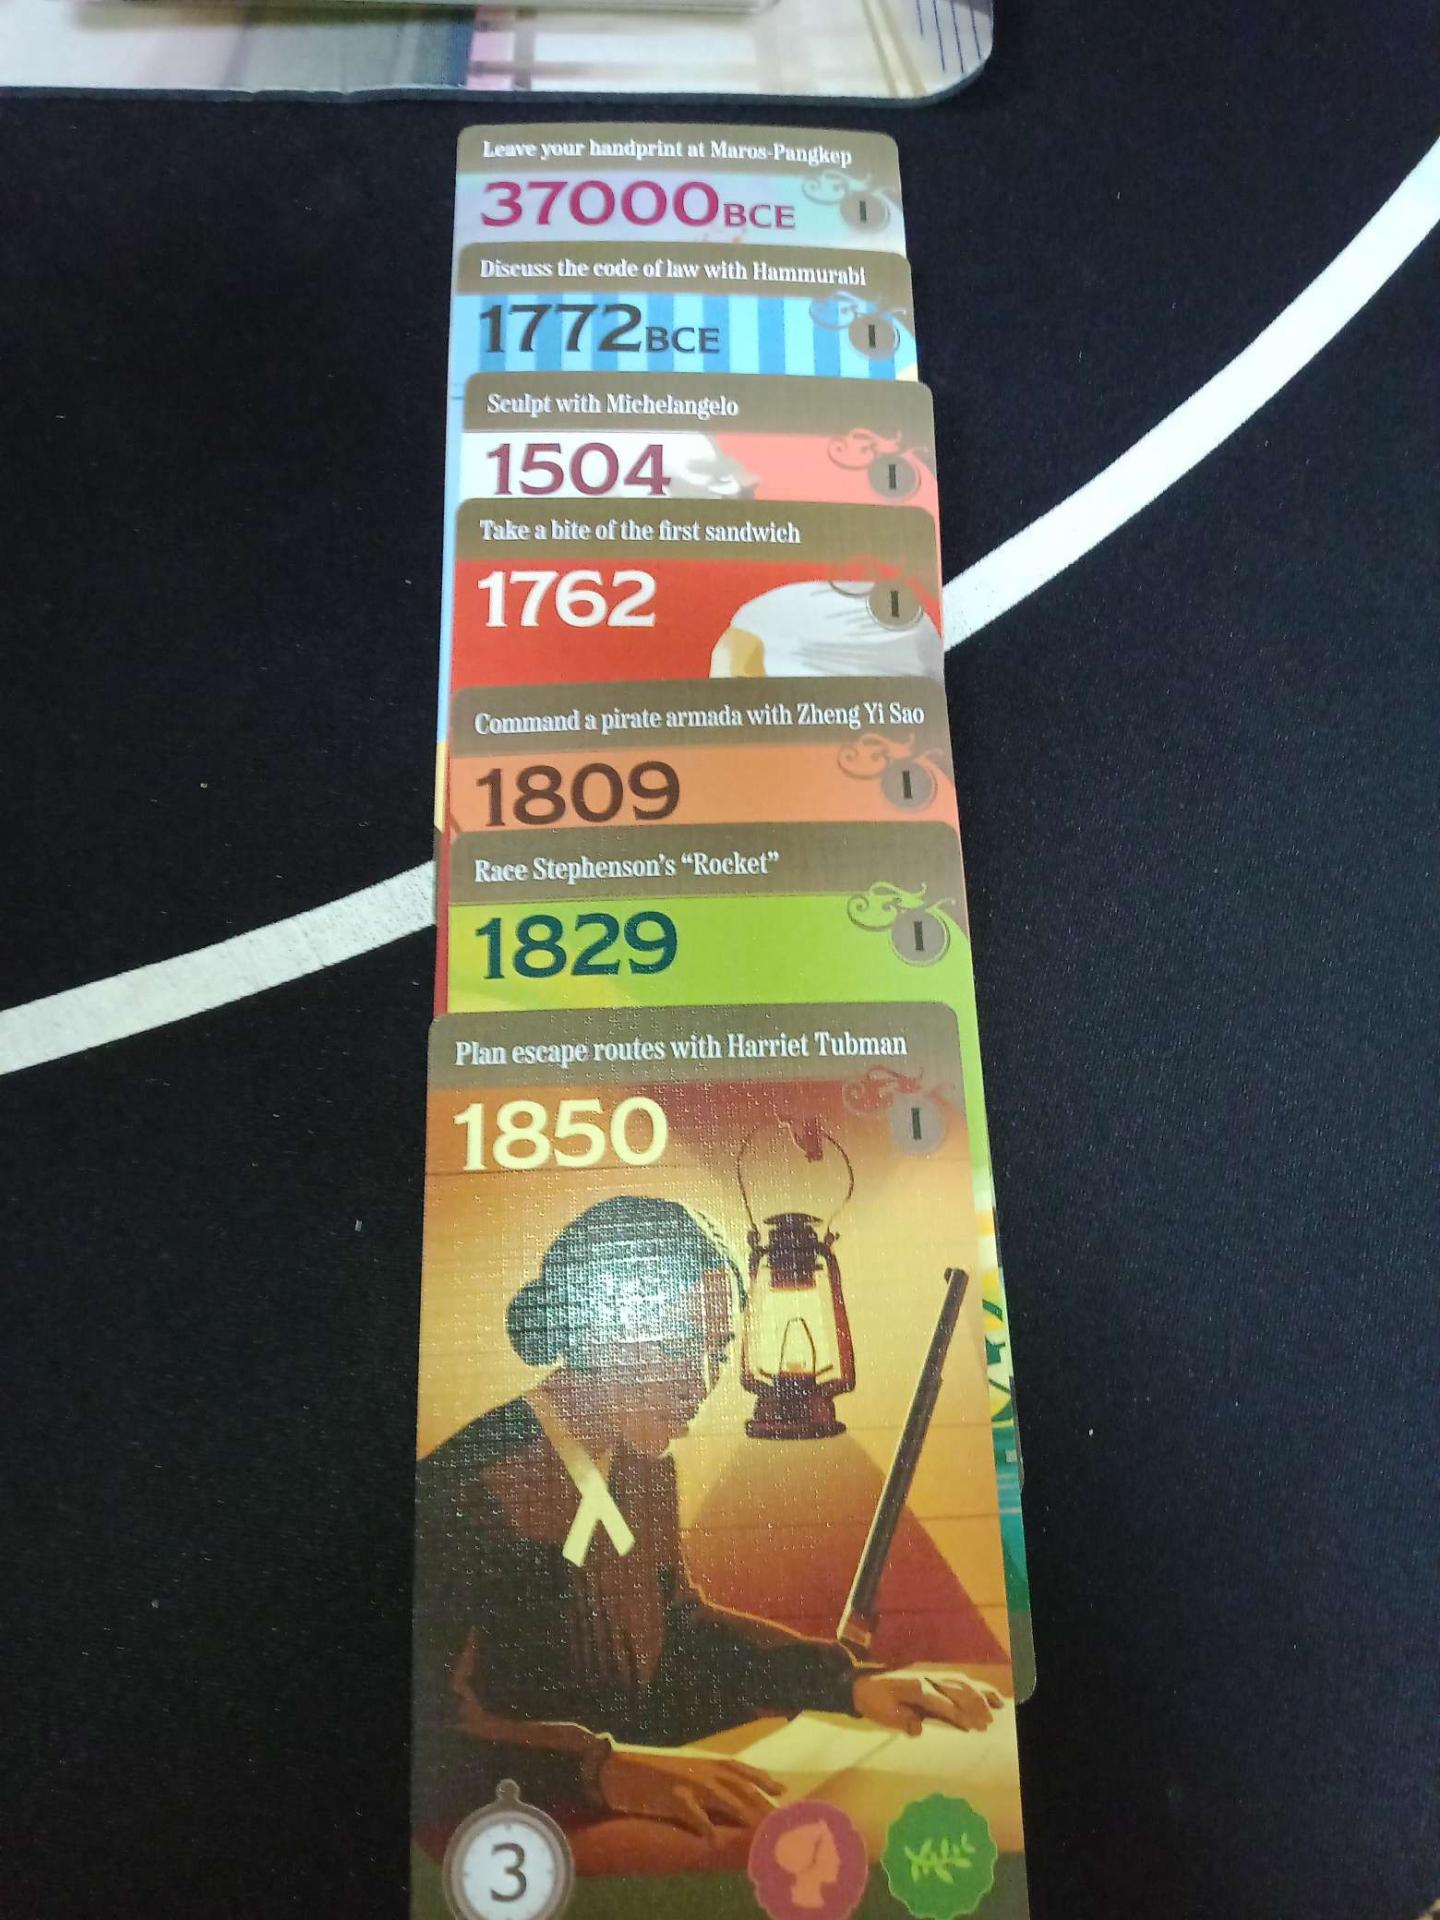 Leave your handprint at Maros-Pangkep
37000BCE
I
Discuss the code of law with Hammurabi
1772BCE
I
Sculpt with Michelangelo
1504
I
Take a bite of the first sandwich
1762
I
Command a pirate armada with Zheng Yi Sao
1809
I
Race Stephenson's “Rocket”
1829
I
Plan escape routes with Harriet Tubman
1850
I
3